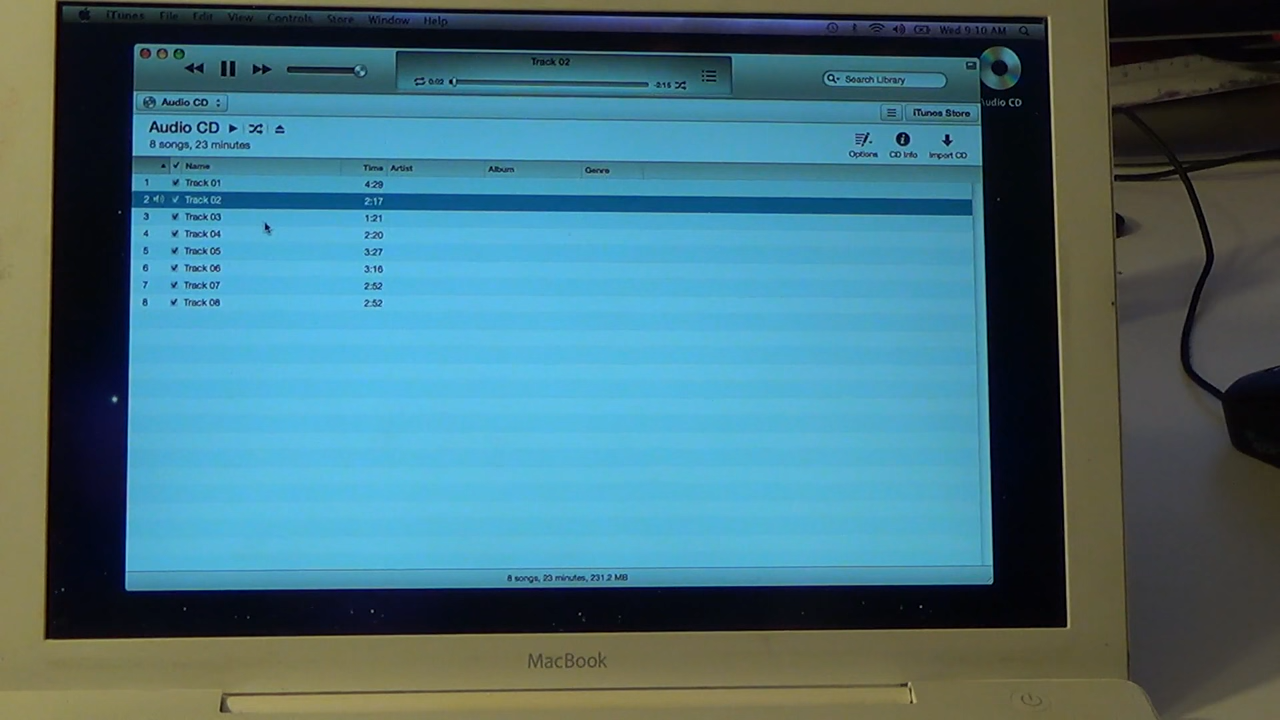 iTunes File Edit View Controls Store Window Help Wed 9:10 AM
Track 02
0:02 -2:15
Search Library
Audio CD
Audio CD iTunes Store
Audio CD
8 songs, 23 minutes
Options CD Info Import CD
Name Time Artist Album Genre
1 Track 01 4:29
2 Track 02 2:17
3 Track 03 1:21
4 Track 04 2:20
5 Track 05 3:27
6 Track 06 3:16
7 Track 07 2:52
8 Track 08 2:52
8 songs, 23 minutes, 231.2 MB
MacBook